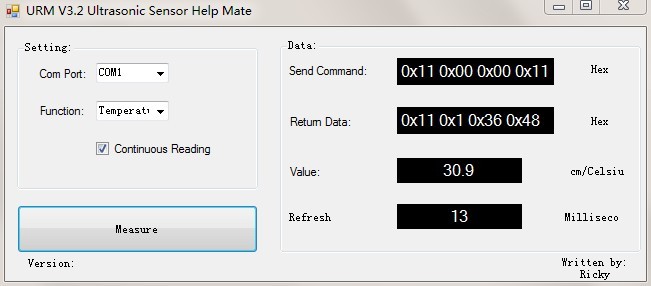 URM V3.2 Ultrasonic Sensor Help Mate
Setting:
Com Port: COM1
Function: Temperatu
Continuous Reading
Measure
Version:
Data:
Send Command: 0x11 0x00 0x00 0x11 Hex
Return Data: 0x11 0x1 0x36 0x48 Hex
Value: 30.9 cm/Celsiu
Refresh 13 Milliseco
Written by:
Ricky